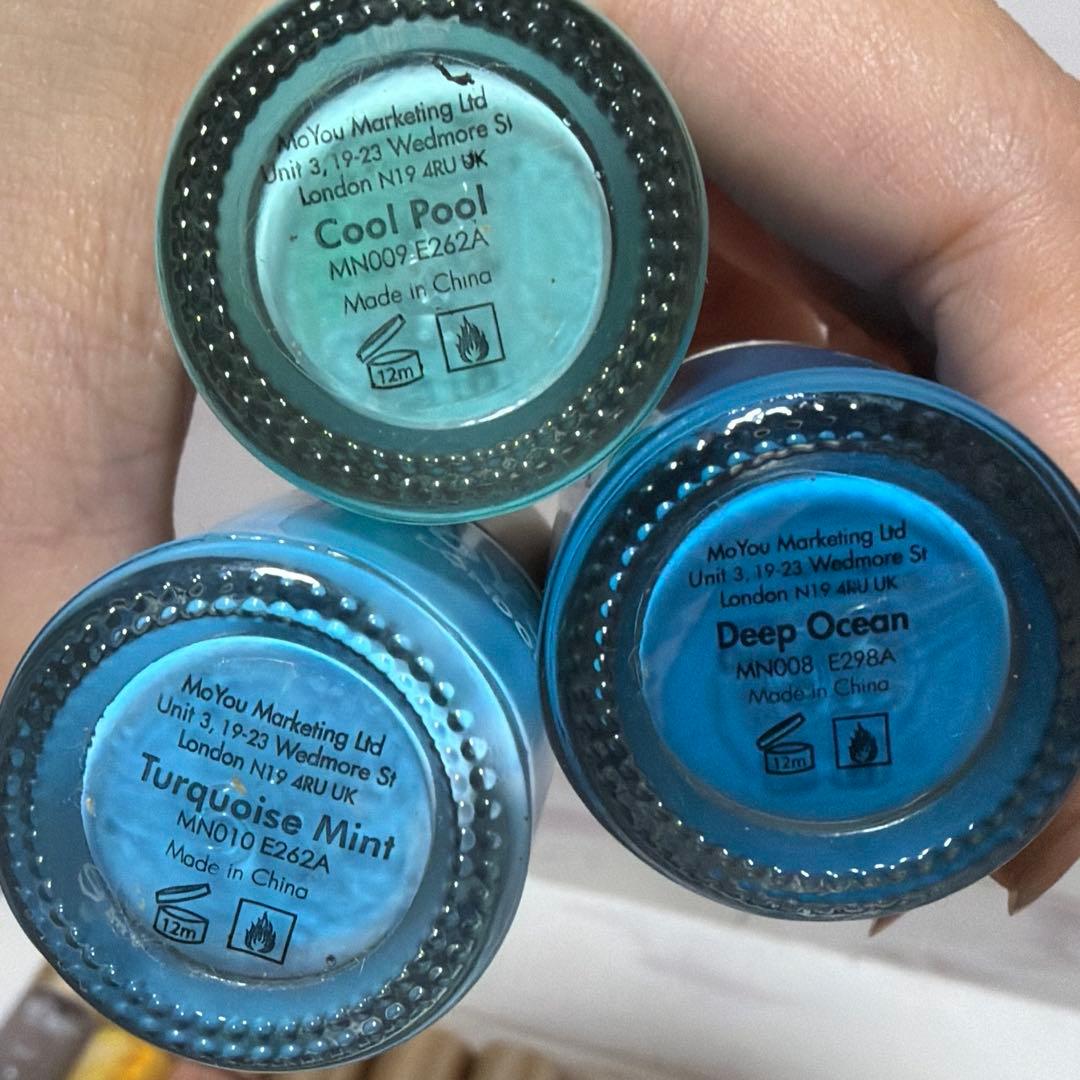 MoYou Marketing Ltd
Unit 3, 19-23 Wedmore St
London N19 4RU UK
Cool Pool
MN009 E262A
Made in China
12m
MoYou Marketing Ltd
Unit 3, 19-23 Wedmore St
London N19 4RU UK
Deep Ocean
MN008 E298A
Made in China
12m
MoYou Marketing Ltd
Unit 3, 19-23 Wedmore St
London N19 4RU UK
Turquoise Mint
MN010 E262A
Made in China
12m